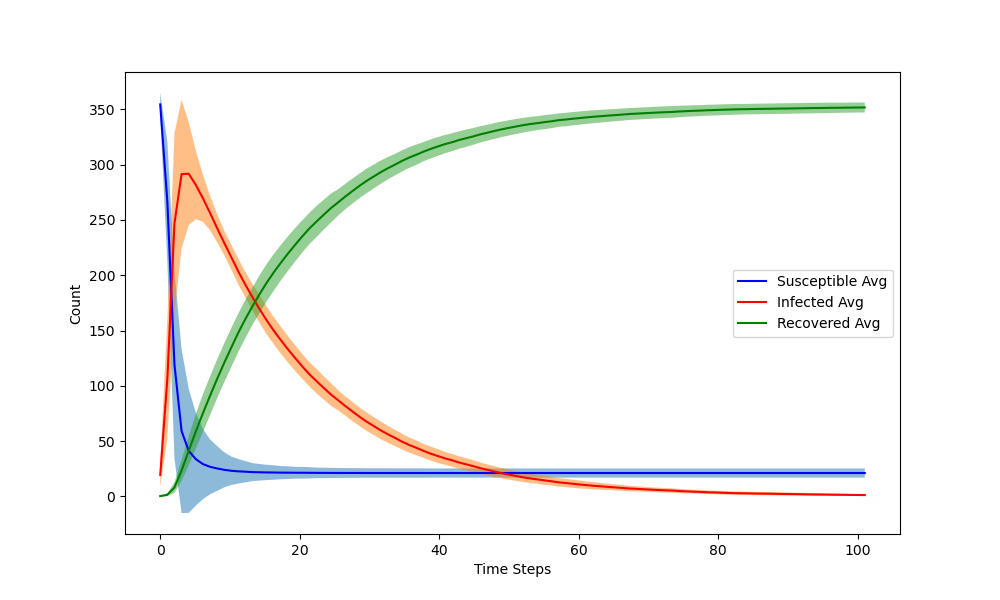 350
300
250
200
150
100
50
0
Count
0 20 40 60 80 100
Time Steps
Susceptible Avg
Infected Avg
Recovered Avg